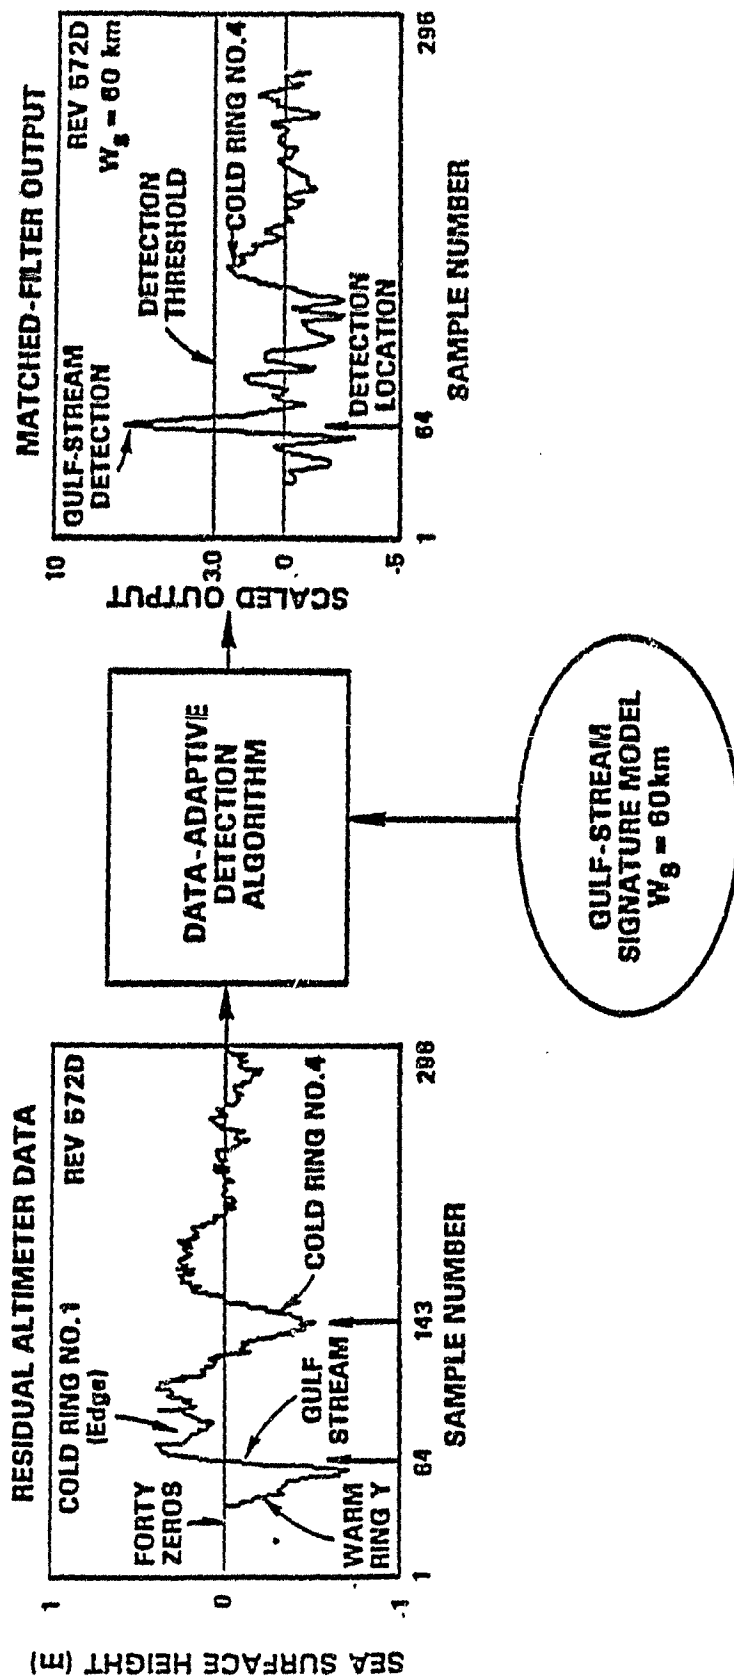 RESIDUAL ALTIMETER DATA
COLD RING NO.1
(Edge)
REV 572D
FORTY
ZEROS
WARM
RING Y
GULF
STREAM
COLD RING NO.4
SEA SURFACE HEIGHT (m)
1
0
-1
1
64
143
296
SAMPLE NUMBER
DATA-ADAPTIVE
DETECTION
ALGORITHM
GULF-STREAM
SIGNATURE MODEL
Ws = 60km
MATCHED-FILTER OUTPUT
GULF-STREAM
DETECTION
REV 572D
Ws = 60 km
DETECTION
THRESHOLD
COLD RING NO.4
DETECTION
LOCATION
SCALED OUTPUT
10
3.0
0
-5
1
64
296
SAMPLE NUMBER